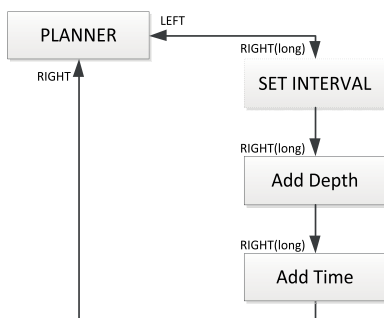 LEFT
PLANNER
RIGHT(long)
RIGHT
SET INTERVAL
RIGHT(long)
Add Depth
RIGHT(long)
Add Time